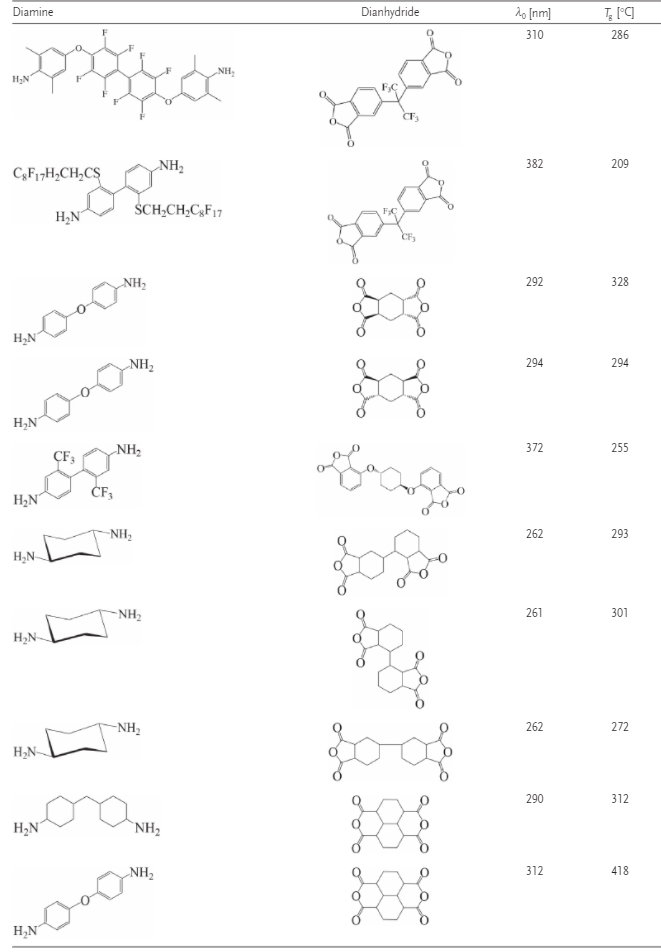 Diamine Dianhydride λ₀ [nm] Tg [°C]
310 286
H₂N O F F F F F F F F O NH₂
O O O F₃C CF₃ O O O
382 209
C₈F₁₇H₂CH₂CS NH₂
H₂N SCH₂CH₂C₈F₁₇
O O O F₃C CF₃ O O O
292 328
H₂N O NH₂
O O O O O O
294 294
H₂N O NH₂
O O O O O O
372 255
CF₃ NH₂
H₂N CF₃
O O O O O O O O
262 293
NH₂
H₂N
O O O O O O
261 301
NH₂
H₂N
O O O O O O
262 272
NH₂
H₂N
O O O O O O
290 312
H₂N NH₂
O O O O O O
312 418
H₂N O NH₂
O O O O O O